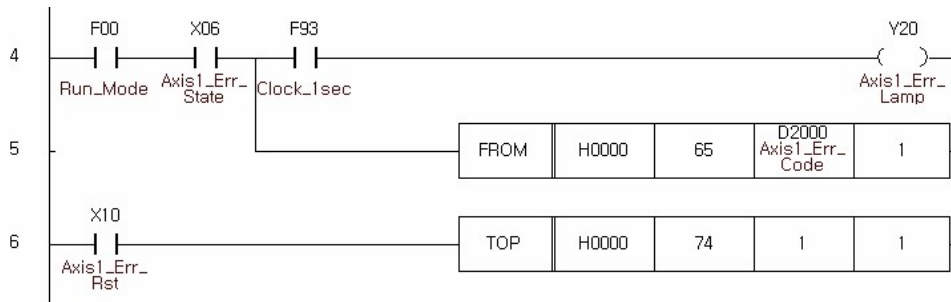 F00 X06 F93 Y20
4
Run_Mode Axis1_Err_ Clock_1sec Axis1_Err_
State Lamp
D2000
5 FROM H0000 65 Axis1_Err_ 1
Code
X10
6 TOP H0000 74 1 1
Axis1_Err_
Rst